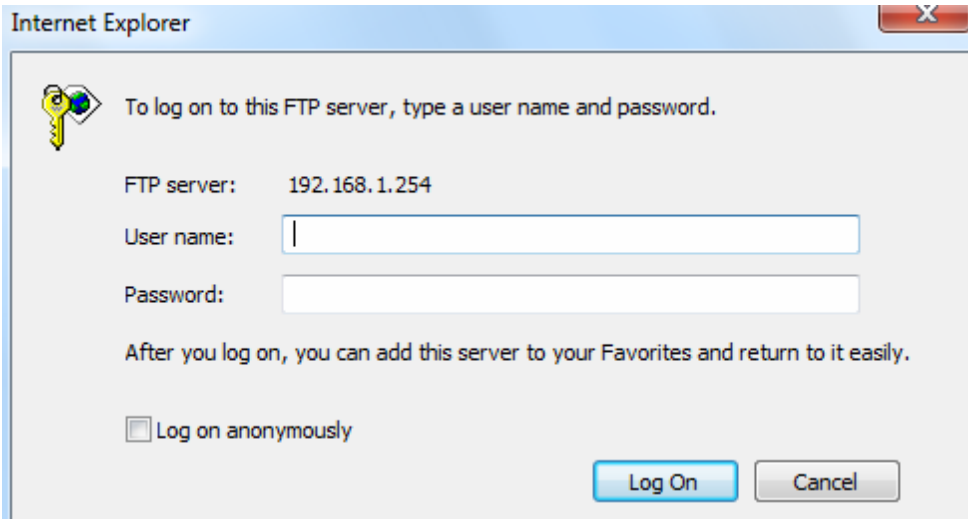 Internet Explorer
To log on to this FTP server, type a user name and password.
FTP server: 192.168.1.254
User name:
Password:
After you log on, you can add this server to your Favorites and return to it easily.
Log on anonymously
Log On Cancel